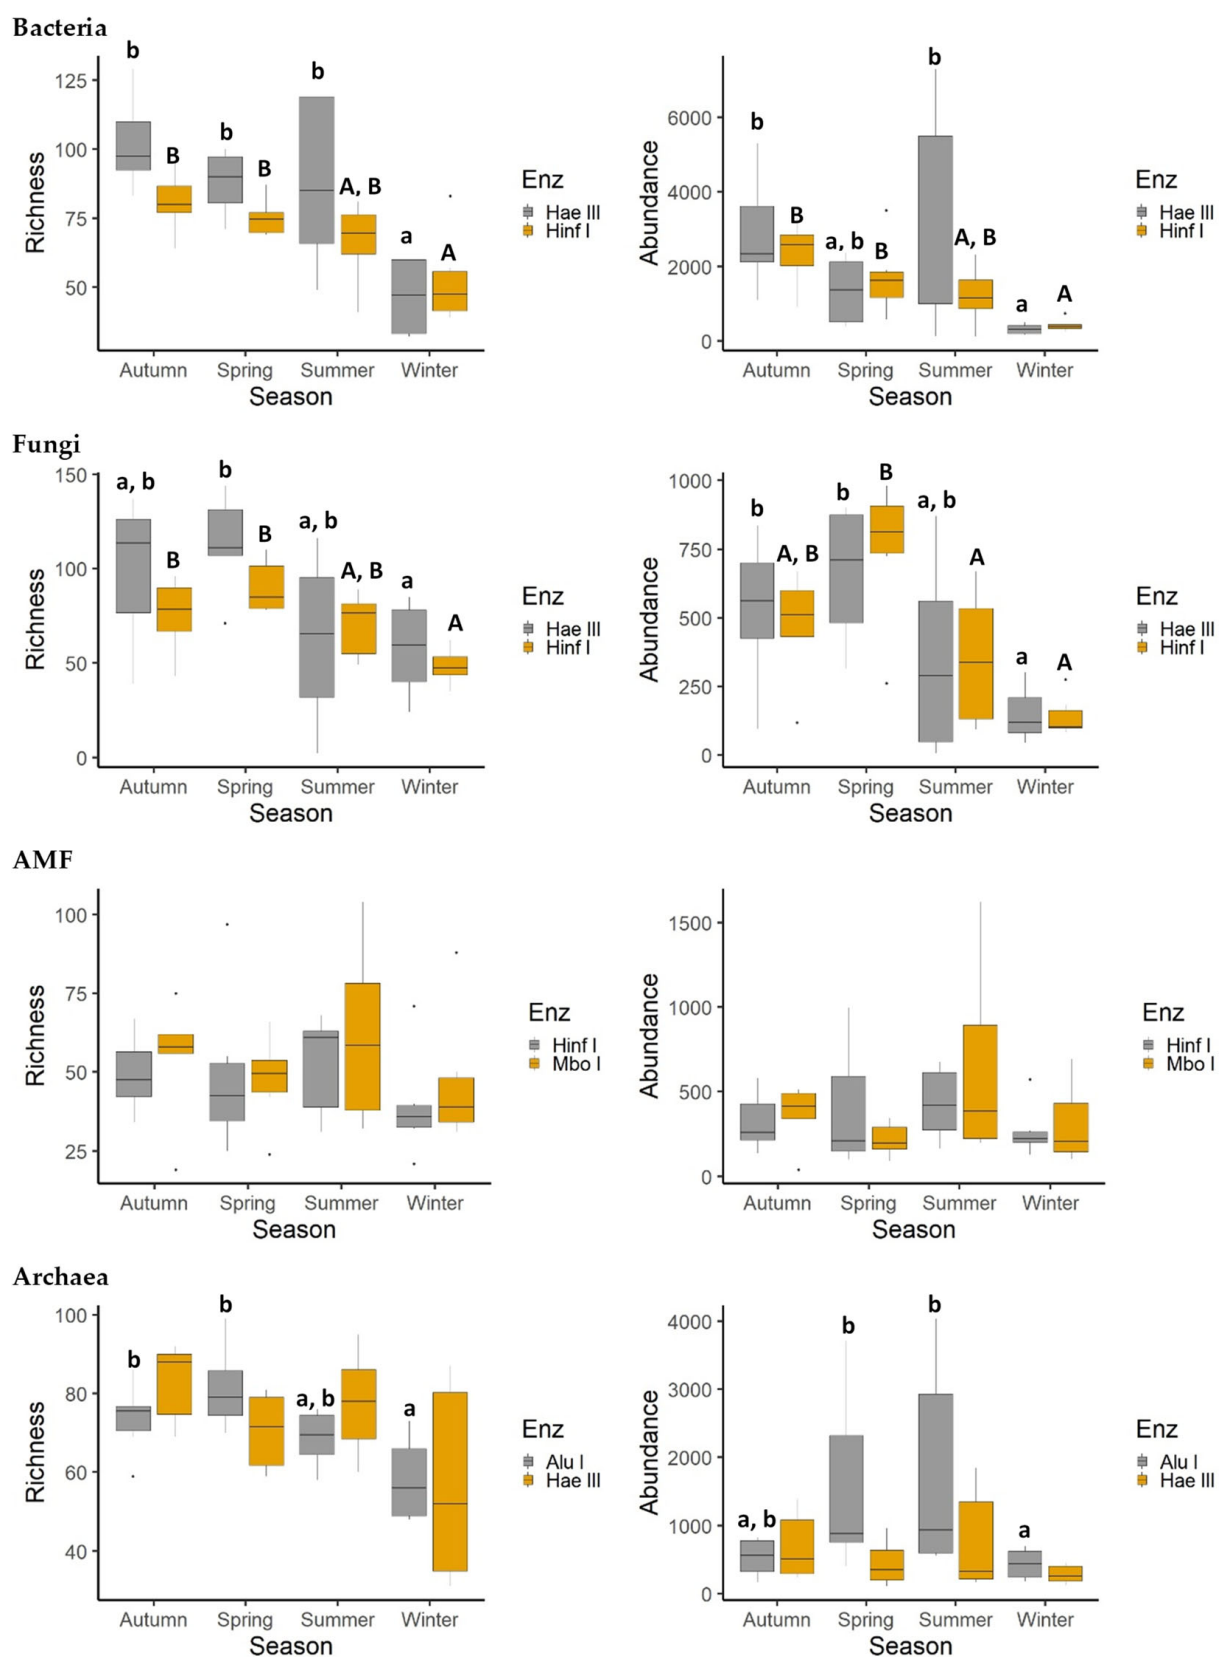 Bacteria
Richness
125
100
75
50
b
B
b
B
b
A, B
a
A
Autumn Spring Summer Winter
Season
Enz
Hae III
Hinf I
Abundance
6000
4000
2000
0
b
B
a, b
B
b
A, B
a
A
Autumn Spring Summer Winter
Season
Enz
Hae III
Hinf I
Fungi
Richness
150
100
50
0
a, b
B
b
B
a, b
A, B
a
A
Autumn Spring Summer Winter
Season
Enz
Hae III
Hinf I
Abundance
1000
750
500
250
0
b
A, B
b
B
a, b
A
a
A
Autumn Spring Summer Winter
Season
Enz
Hae III
Hinf I
AMF
Richness
100
75
50
25
Autumn Spring Summer Winter
Season
Enz
Hinf I
Mbo I
Abundance
1500
1000
500
0
Autumn Spring Summer Winter
Season
Enz
Hinf I
Mbo I
Archaea
Richness
100
80
60
40
b
b
a, b
a
Autumn Spring Summer Winter
Season
Enz
Alu I
Hae III
Abundance
4000
3000
2000
1000
0
a, b
b
b
a
Autumn Spring Summer Winter
Season
Enz
Alu I
Hae III